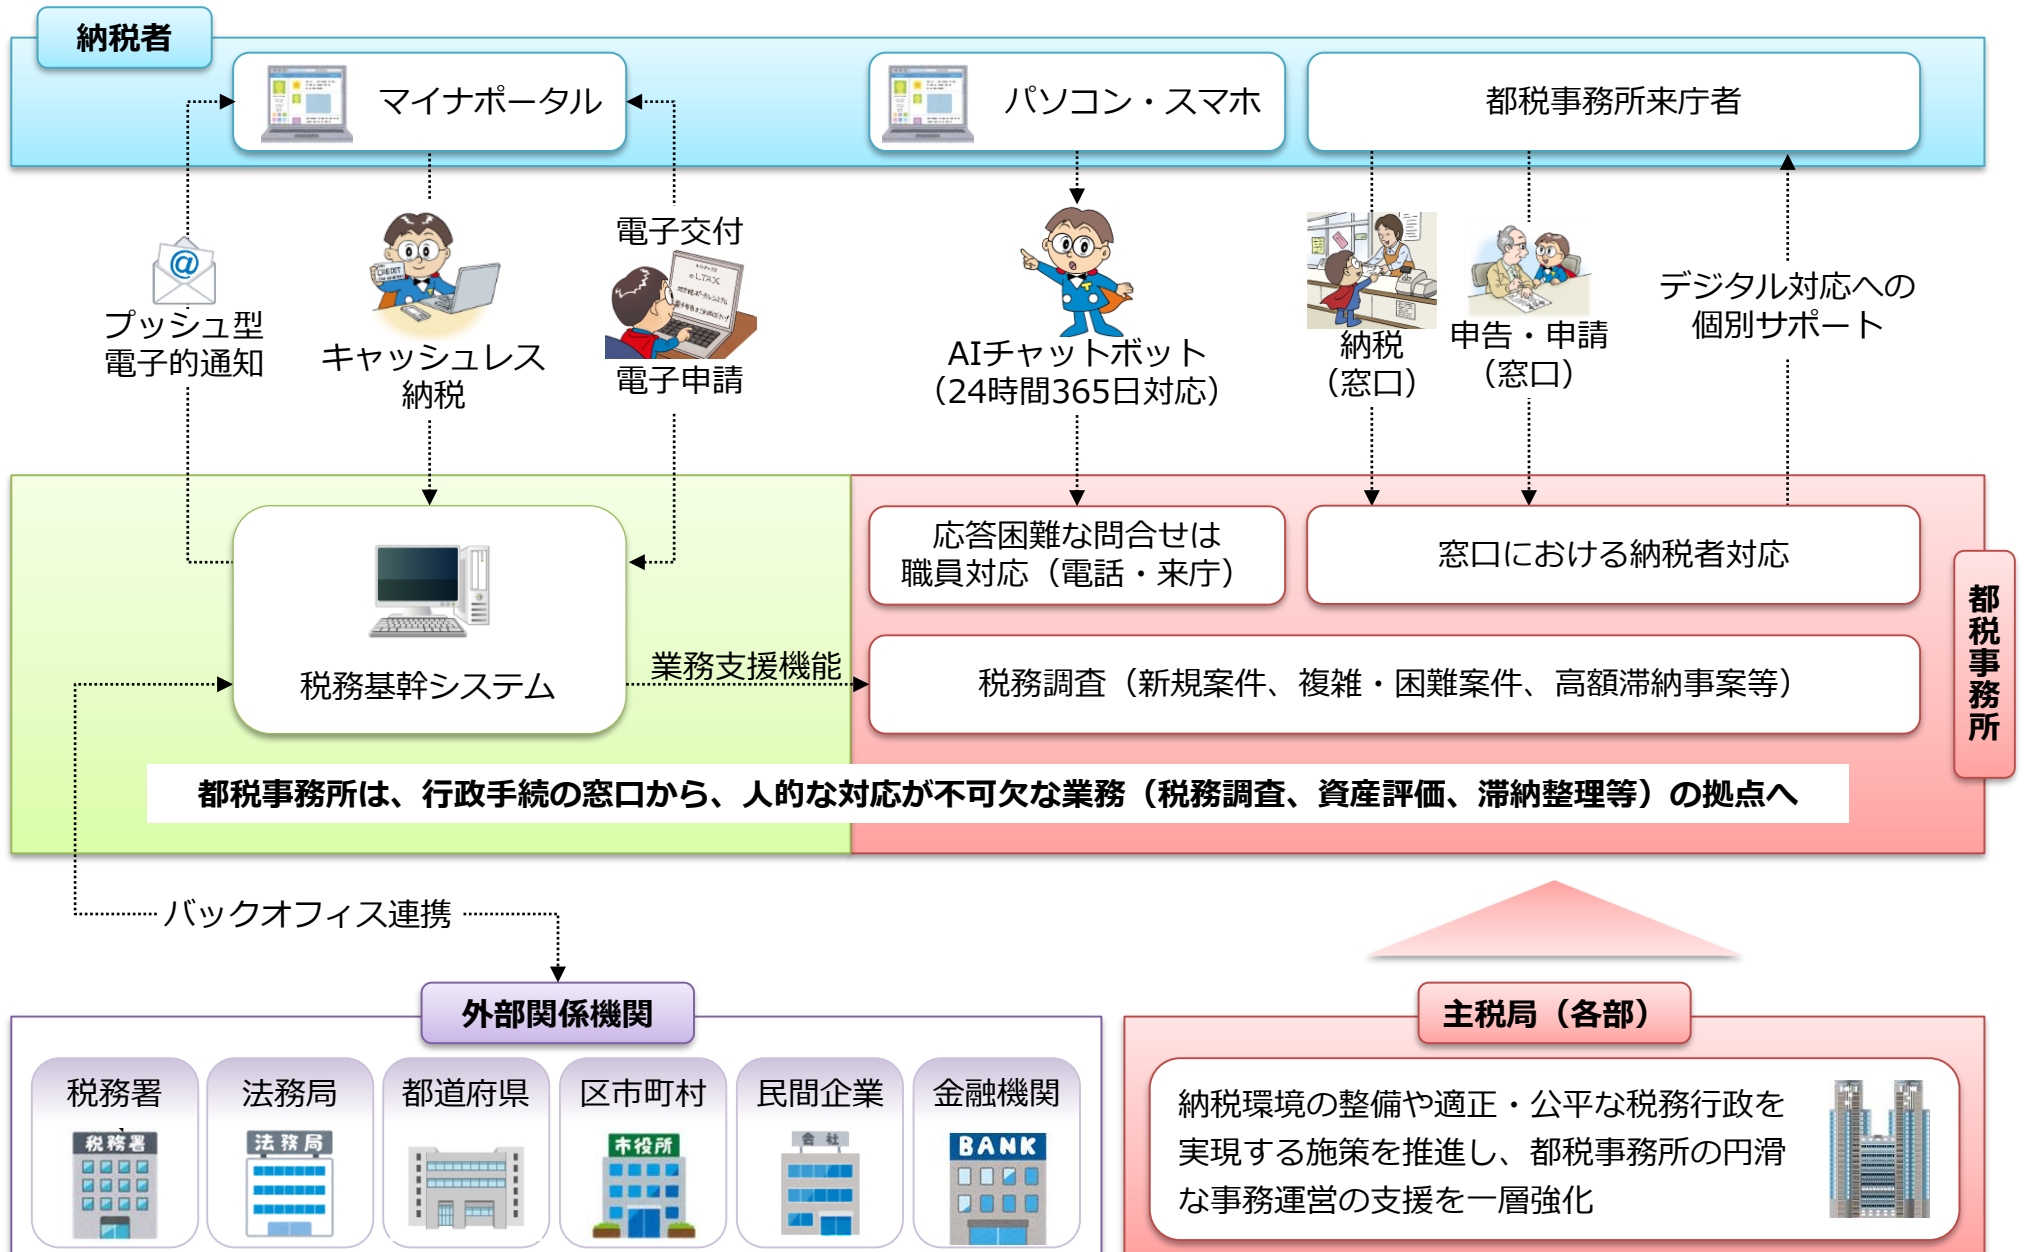 納税者
マイナポータル
パソコン・スマホ
都税事務所来庁者
プッシュ型
電子的通知
CREDIT
キャッシュレス
納税
電子交付
eLTAX
電子申請
AIチャットボット
（24時間365日対応）
納税
（窓口）
申告・申請
（窓口）
デジタル対応への
個別サポート
税務基幹システム
業務支援機能
応答困難な問合せは
職員対応（電話・来庁）
窓口における納税者対応
税務調査（新規案件、複雑・困難案件、高額滞納事案等）
都税事務所
都税事務所は、行政手続の窓口から、人的な対応が不可欠な業務（税務調査、資産評価、滞納整理等）の拠点へ
バックオフィス連携
外部関係機関
税務署
法務局
都道府県
区市町村
民間企業
金融機関
税務署
法務局
市役所
会社
BANK
主税局（各部）
納税環境の整備や適正・公平な税務行政を
実現する施策を推進し、都税事務所の円滑
な事務運営の支援を一層強化